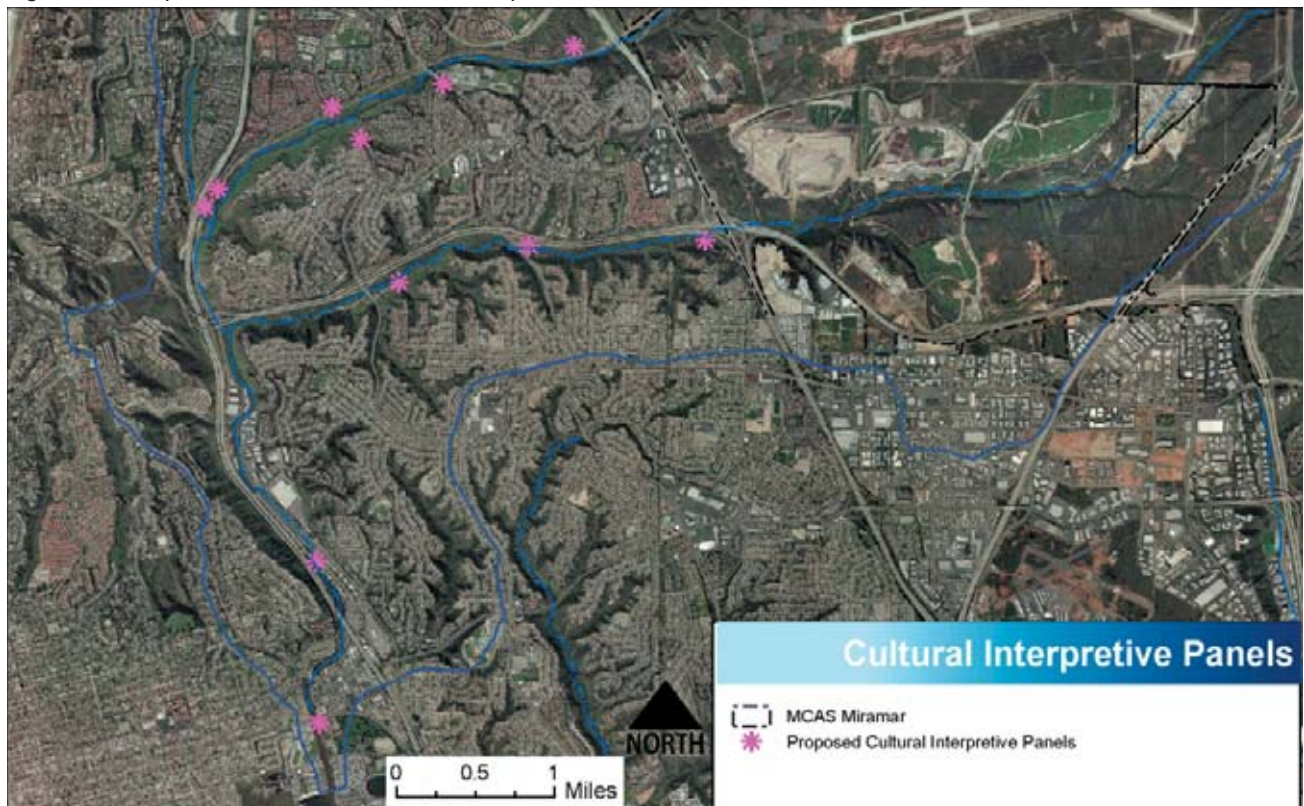 Cultural Interpretive Panels
MCAS Miramar
Proposed Cultural Interpretive Panels
NORTH
0 0.5 1
Miles